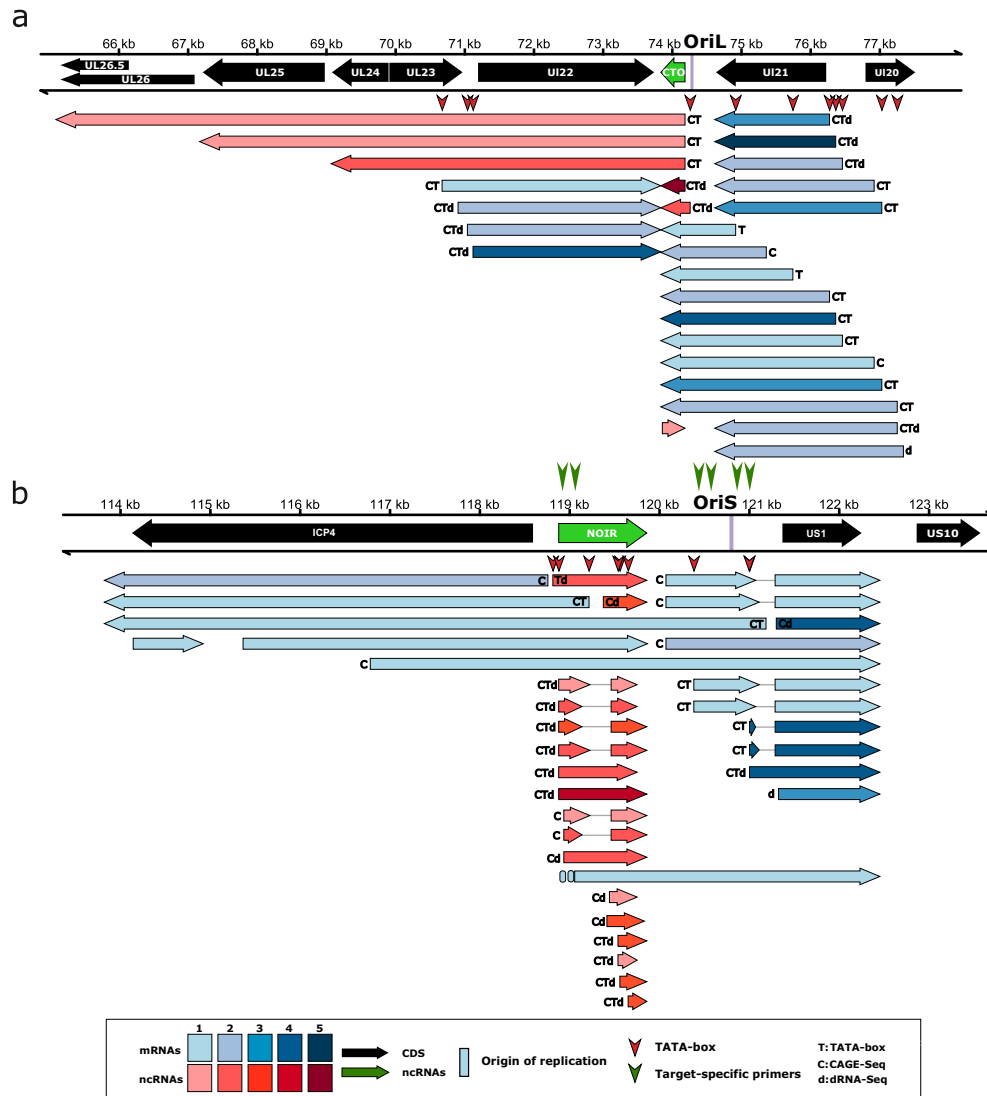 a
66 kb 67 kb 68 kb 69 kb 70 kb 71 kb 72 kb 73 kb 74 kb OriL 75 kb 76 kb 77 kb
UL26.5
UL26 UL25 UL24 UL23 Ul22 CTO Ul21 Ul20
CT CTd
CT CTd
CT CTd
CT CTd CT
CTd CTd CT
CTd T
CTd C
T
CT
CT
CT
C
CT
CT
CTd
d
b
114 kb 115 kb 116 kb 117 kb 118 kb 119 kb 120 kb OriS 121 kb 122 kb 123 kb
ICP4 NOIR US1 US10
C Td C
CT Cd C
CT Cd
C
C
CTd CT
CTd CT
CTd CT
CTd CT
CTd CTd
CTd d
C
C
Cd
Cd
Cd
CTd
CTd
CTd
CTd
1 2 3 4 5
mRNAs
ncRNAs
CDS
ncRNAs
Origin of replication
TATA-box
Target-specific primers
T:TATA-box
C:CAGE-Seq
d:dRNA-Seq